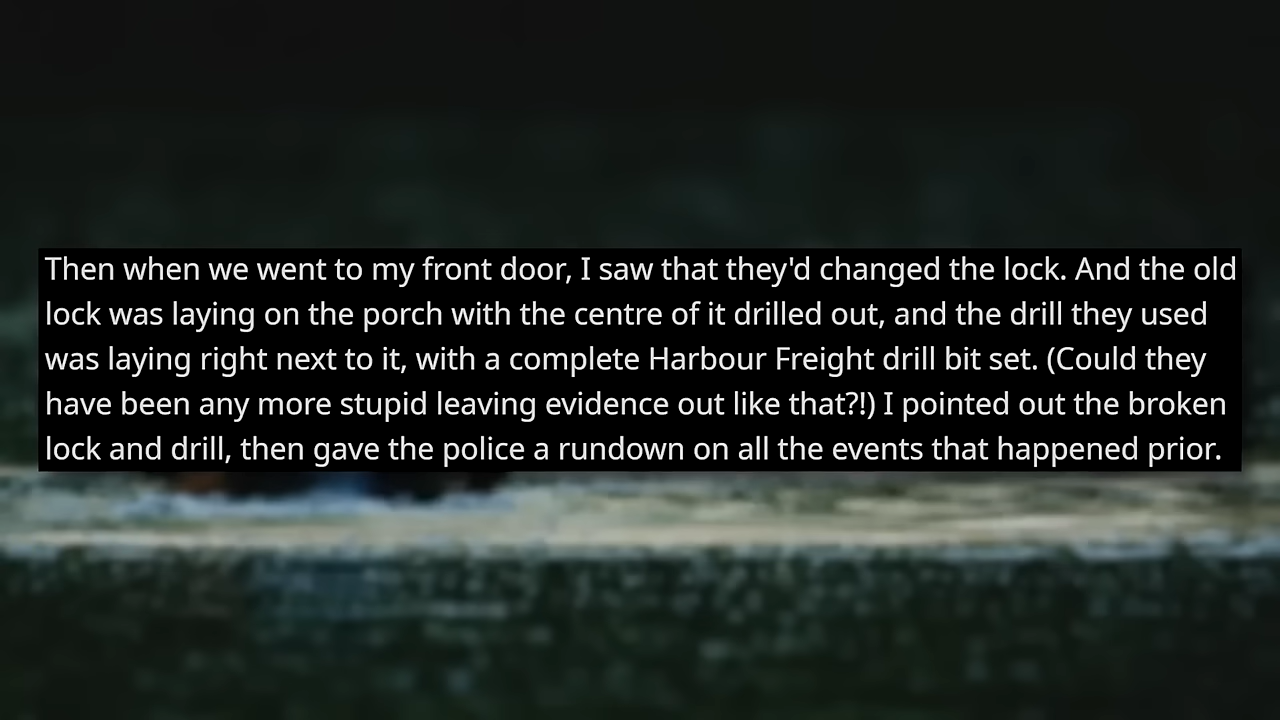 Then when we went to my front door, I saw that they'd changed the lock. And the old
lock was laying on the porch with the centre of it drilled out, and the drill they used
was laying right next to it, with a complete Harbour Freight drill bit set. (Could they
have been any more stupid leaving evidence out like that?!) I pointed out the broken
lock and drill, then gave the police a rundown on all the events that happened prior.